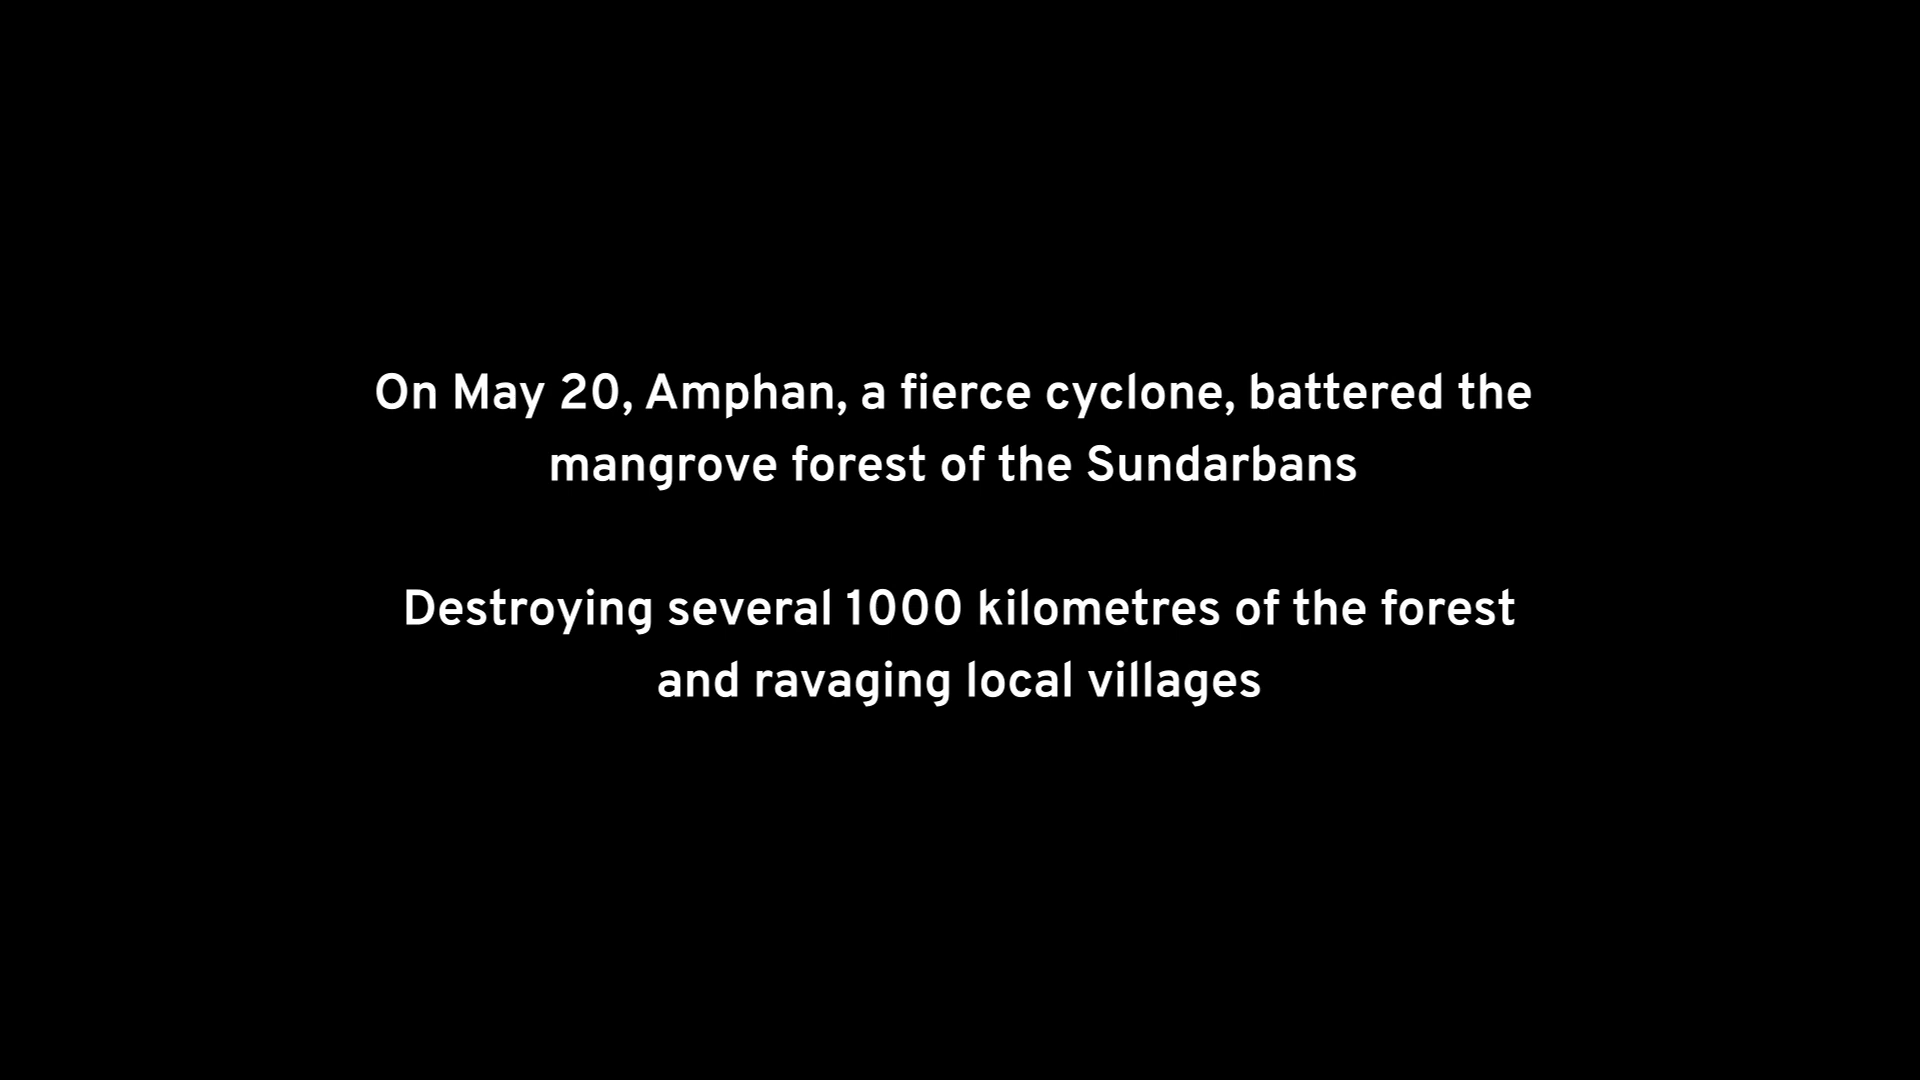 On May 20, Amphan, a fierce cyclone, battered the
mangrove forest of the Sundarbans
Destroying several 1000 kilometres of the forest
and ravaging local villages